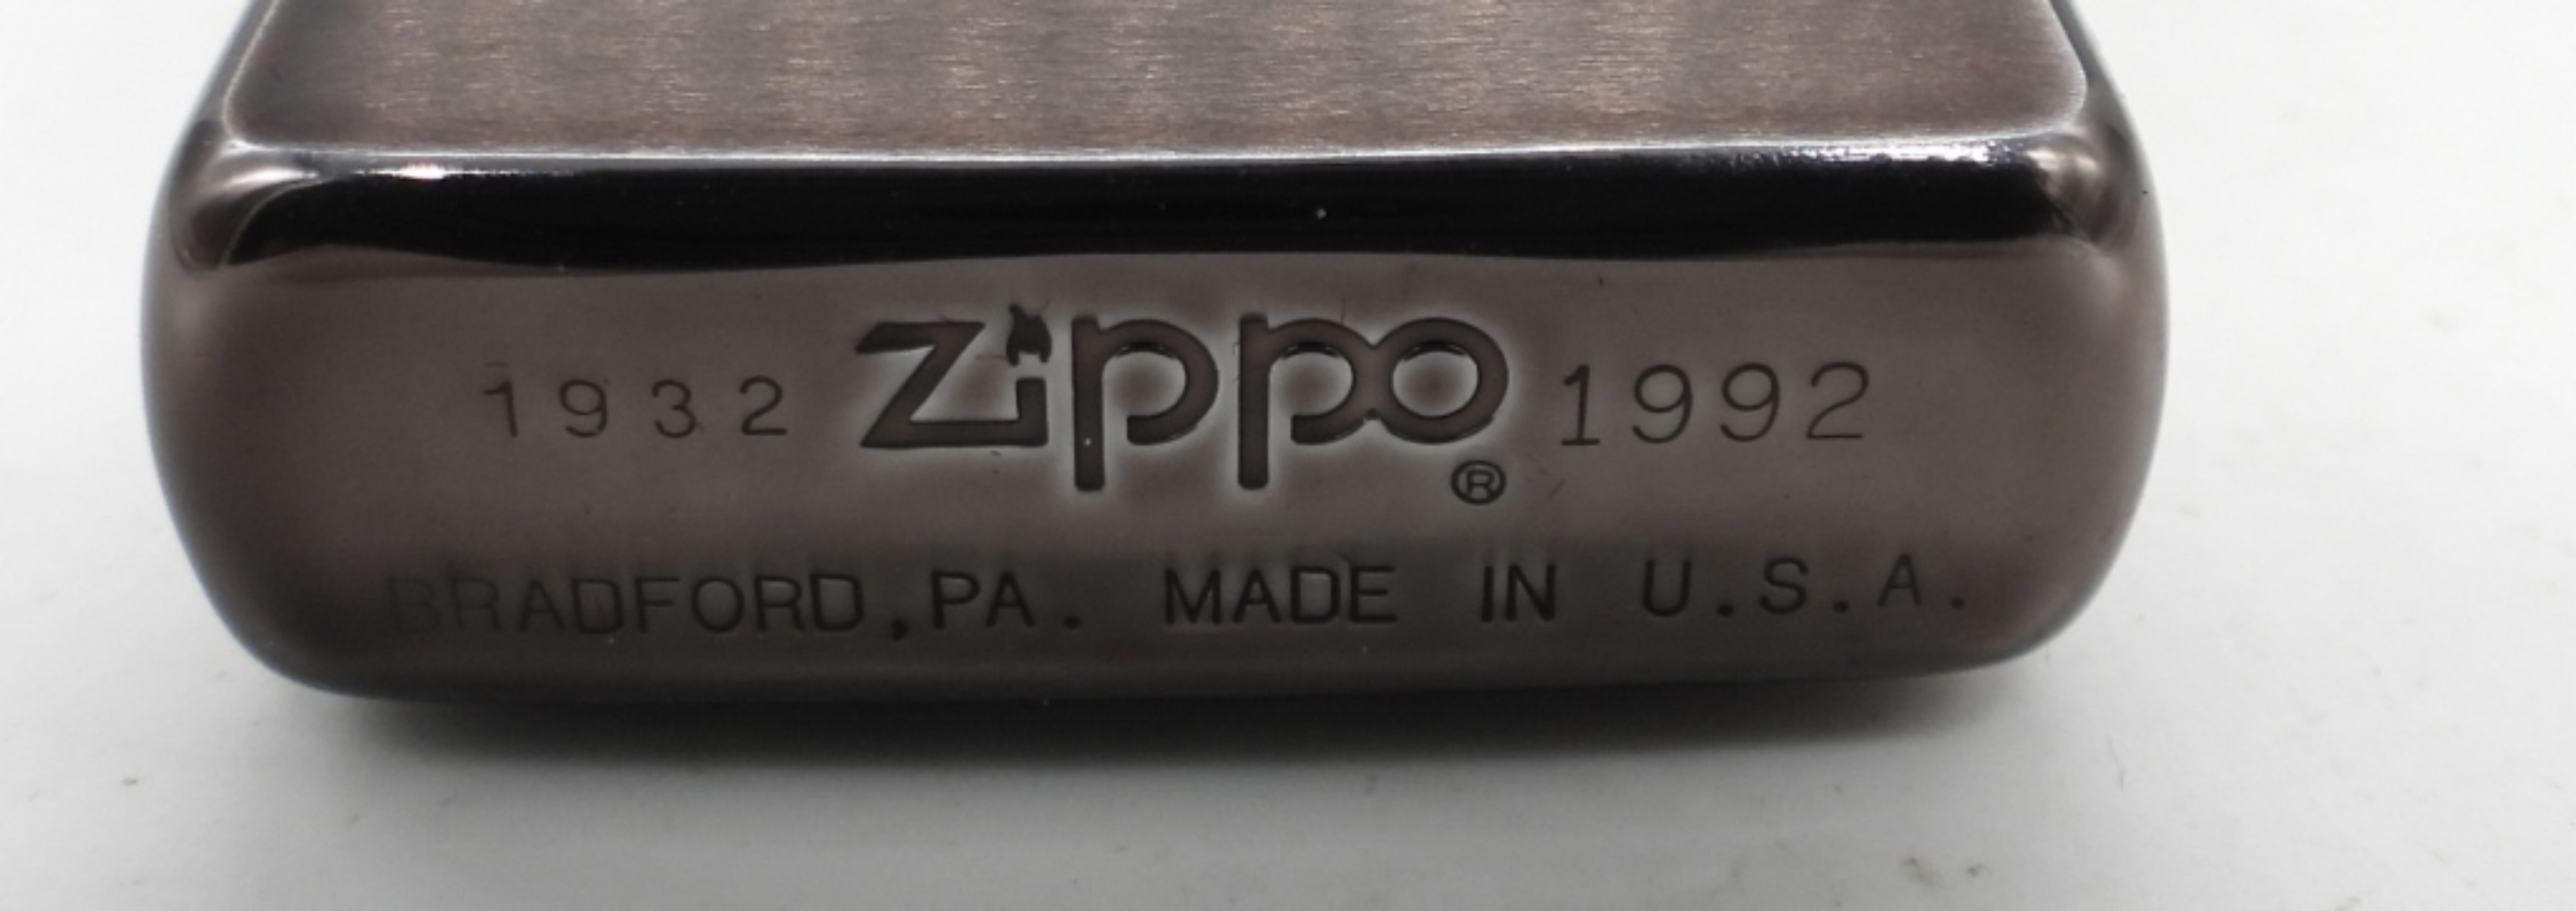 1932 Zippo® 1992
BRADFORD,PA. MADE IN U.S.A.